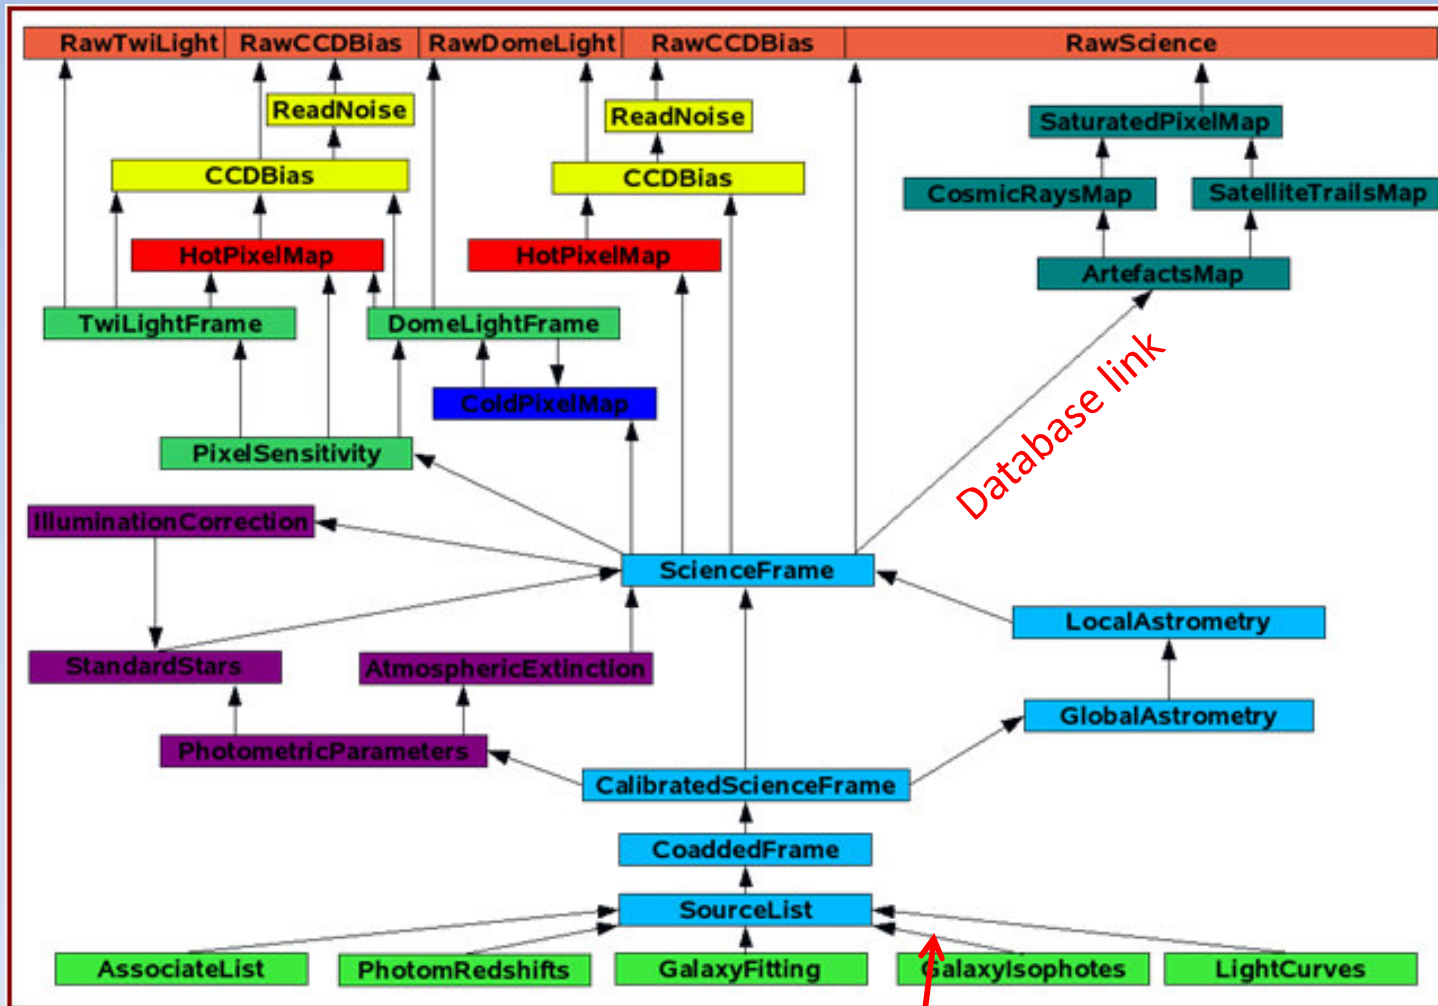 RawTwiLight RawCCDBias RawDomeLight RawCCDBias RawScience
ReadNoise
ReadNoise
SaturatedPixelMap
CCDBias
CCDBias
CosmicRaysMap
SatelliteTrailsMap
HotPixelMap
HotPixelMap
ArtefactsMap
TwiLightFrame
DomeLightFrame
Database link
ColdPixelMap
PixelSensitivity
IlluminationCorrection
ScienceFrame
LocalAstrometry
StandardStars
AtmosphericExtinction
GlobalAstrometry
PhotometricParameters
CalibratedScienceFrame
CoaddedFrame
SourceList
AssociateList
PhotomRedshifts
GalaxyFitting
GalaxyIsophotes
LightCurves